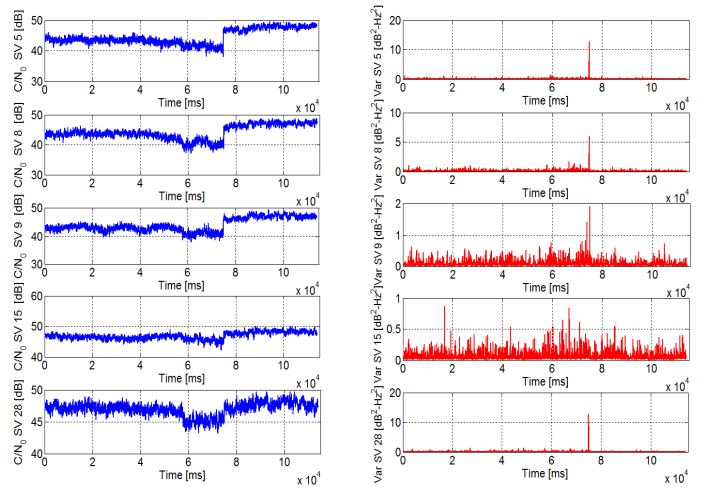 C/N0 SV 5 [dB]
50
40
30
0 2 4 6 8 10
Time [ms]
x 10^4
Var SV 5 [dB²-Hz²]
20
10
0
0 2 4 6 8 10
Time [ms]
x 10^4
C/N0 SV 8 [dB]
50
40
30
0 2 4 6 8 10
Time [ms]
x 10^4
Var SV 8 [dB²-Hz²]
10
5
0
0 2 4 6 8 10
Time [ms]
x 10^4
C/N0 SV 9 [dB]
50
40
30
0 2 4 6 8 10
Time [ms]
x 10^4
Var SV 9 [dB²-Hz²]
2
1
0
0 2 4 6 8 10
Time [ms]
x 10^4
C/N0 SV 15 [dB]
60
50
40
0 2 4 6 8 10
Time [ms]
x 10^4
Var SV 15 [dB²-Hz²]
1
0.5
0
0 2 4 6 8 10
Time [ms]
x 10^4
C/N0 SV 28 [dB]
50
45
40
0 2 4 6 8 10
Time [ms]
x 10^4
Var SV 28 [dB²-Hz²]
20
10
0
0 2 4 6 8 10
Time [ms]
x 10^4